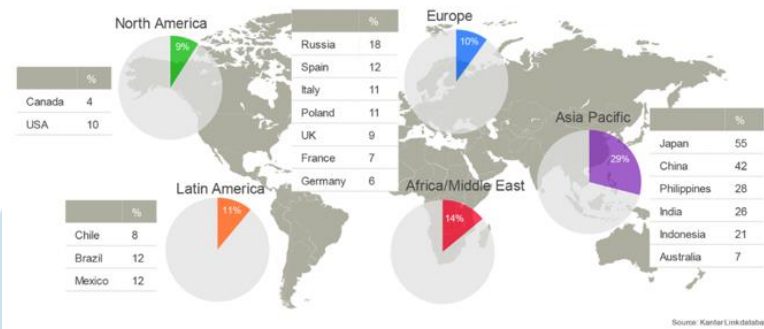 North America
9%
%
Canada 4
USA 10
%
Russia 18
Spain 12
Italy 11
Poland 11
UK 9
France 7
Germany 6
Europe
10%
Asia Pacific
29%
%
Japan 55
China 42
Philippines 28
India 26
Indonesia 21
Australia 7
Latin America
11%
%
Chile 8
Brazil 12
Mexico 12
Africa/Middle East
14%
Source: Kantar Linkdataba